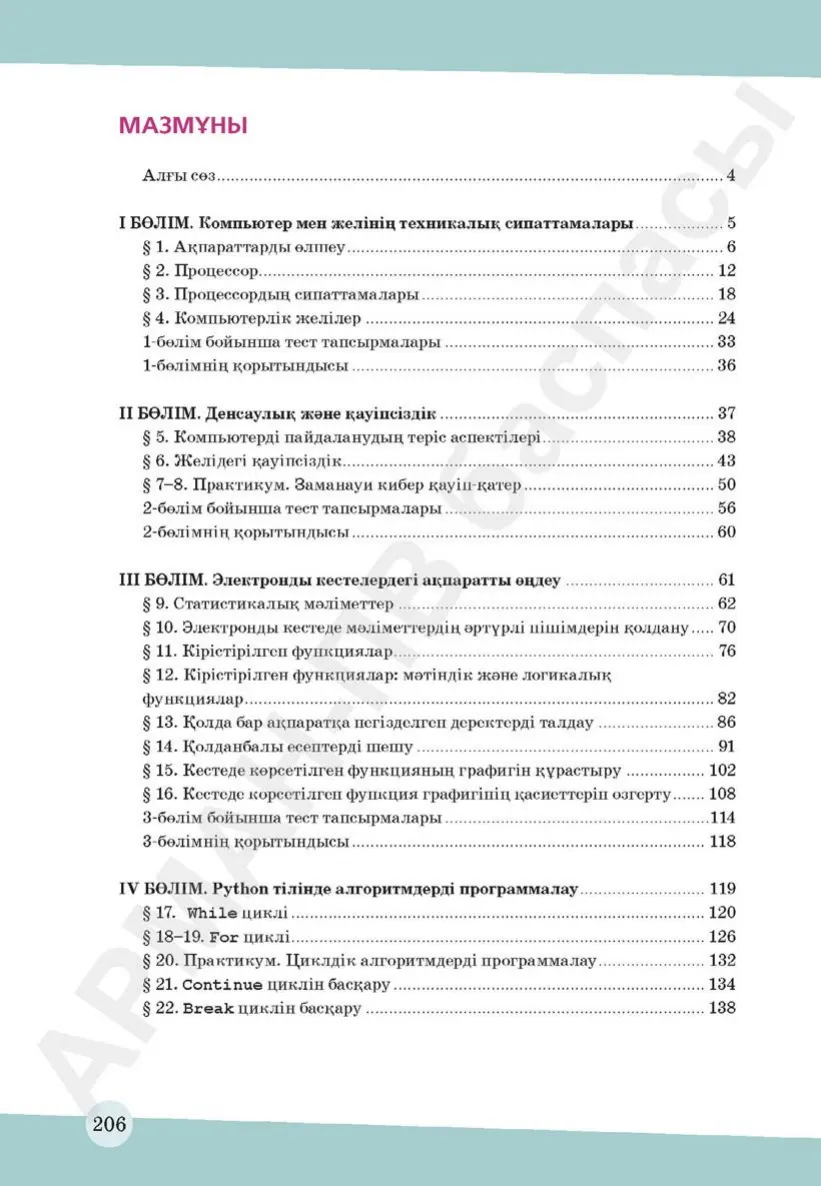 МАЗМҰНЫ
Алғы сөз........................................................................................................ 4
I БӨЛІМ. Компьютер мен желінің техникалық сипаттамалары................... 5
§ 1. Ақпараттарды өлшеу................................................................................. 6
§ 2. Процессор................................................................................................. 12
§ 3. Процессордың сипаттамалары............................................................... 18
§ 4. Компьютерлік желілер ........................................................................... 24
1-бөлім бойынша тест тапсырмалары .......................................................... 33
1-бөлімнің қорытындысы .............................................................................. 36
II БӨЛІМ. Денсаулық және қауіпсіздік ........................................................... 37
§ 5. Компьютерді пайдаланудың теріс аспектілері..................................... 38
§ 6. Желідегі қауіпсіздік................................................................................ 43
§ 7–8. Практикум. Заманауи кибер қауіп-қатер......................................... 50
2-бөлім бойынша тест тапсырмалары .......................................................... 56
2-бөлімнің қорытындысы .............................................................................. 60
III БӨЛІМ. Электронды кестелердегі ақпаратты өңдеу ................................ 61
§ 9. Статистикалық мәліметтер .................................................................... 62
§ 10. Электронды кестеде мәліметтердің әртүрлі пішімдерін қолдану..... 70
§ 11. Кірістірілген функциялар..................................................................... 76
§ 12. Кірістірілген функциялар: мәтіндік және логикалық
функциялар..................................................................................................... 82
§ 13. Қолда бар ақпаратқа негізделген деректерді талдау ......................... 86
§ 14. Қолданбалы есептерді шешу ................................................................ 91
§ 15. Кестеде көрсетілген функцияның графигін құрастыру ................. 102
§ 16. Кестеде көрсетілген функция графигінің қасиеттерін өзгерту....... 108
3-бөлім бойынша тест тапсырмалары .........................................................114
3-бөлімнің қорытындысы ............................................................................ 118
IV БӨЛІМ. Python тілінде алгоритмдерді программалау........................... 119
§ 17. While циклі ......................................................................................... 120
§ 18–19. For циклі.......................................................................................... 126
§ 20. Практикум. Циклдік алгоритмдерді программалау....................... 132
§ 21. Continue циклін басқару .................................................................... 134
§ 22. Break циклін басқару .......................................................................... 138
206
АРМАН-ПВ баспасы